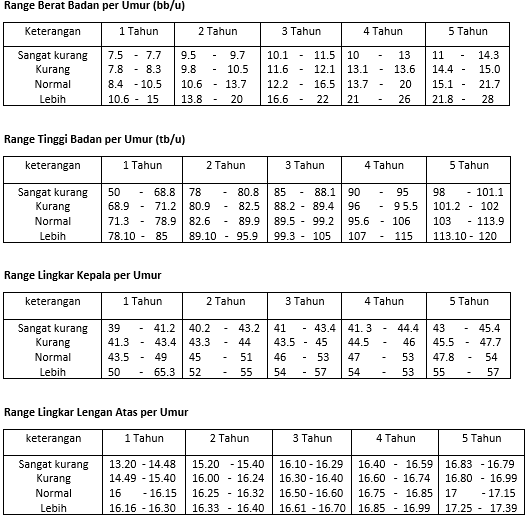 Range Berat Badan per Umur (bb/u)
Keterangan 1 Tahun 2 Tahun 3 Tahun 4 Tahun 5 Tahun
Sangat kurang 7.5 - 7.7 9.5 - 9.7 10.1 - 11.5 10 - 13 11 - 14.3
Kurang 7.8 - 8.3 9.8 - 10.5 11.6 - 12.1 13.1 - 13.6 14.4 - 15.0
Normal 8.4 - 10.5 10.6 - 13.7 12.2 - 16.5 13.7 - 20 15.1 - 21.7
Lebih 10.6 - 15 13.8 - 20 16.6 - 22 21 - 26 21.8 - 28
Range Tinggi Badan per Umur (tb/u)
keterangan 1 Tahun 2 Tahun 3 Tahun 4 Tahun 5 Tahun
Sangat kurang 50 - 68.8 78 - 80.8 85 - 88.1 90 - 95 98 - 101.1
Kurang 68.9 - 71.2 80.9 - 82.5 88.2 - 89.4 96 - 9 5.5 101.2 - 102
Normal 71.3 - 78.9 82.6 - 89.9 89.5 - 99.2 95.6 - 106 103 - 113.9
Lebih 78.10 - 85 89.10 - 95.9 99.3 - 105 107 - 115 113.10 - 120
Range Lingkar Kepala per Umur
keterangan 1 Tahun 2 Tahun 3 Tahun 4 Tahun 5 Tahun
Sangat kurang 39 - 41.2 40.2 - 43.2 41 - 43.4 41. 3 - 44.4 43 - 45.4
Kurang 41.3 - 43.4 43.3 - 44 43.5 - 45 44.5 - 46 45.5 - 47.7
Normal 43.5 - 49 45 - 51 46 - 53 47 - 53 47.8 - 54
Lebih 50 - 65.3 52 - 55 54 - 57 54 - 53 55 - 57
Range Lingkar Lengan Atas per Umur
keterangan 1 Tahun 2 Tahun 3 Tahun 4 Tahun 5 Tahun
Sangat kurang 13.20 - 14.48 15.20 - 15.40 16.10 - 16.29 16.40 - 16.59 16.83 - 16.79
Kurang 14.49 - 15.40 16.00 - 16.24 16.30 - 16.40 16.60 - 16.74 16.80 - 16.99
Normal 16 - 16.15 16.25 - 16.32 16.50 - 16.60 16.75 - 16.85 17 - 17.15
Lebih 16.16 - 16.30 16.33 - 16.40 16.61 - 16.70 16.85 - 16.99 17.25 - 17.39